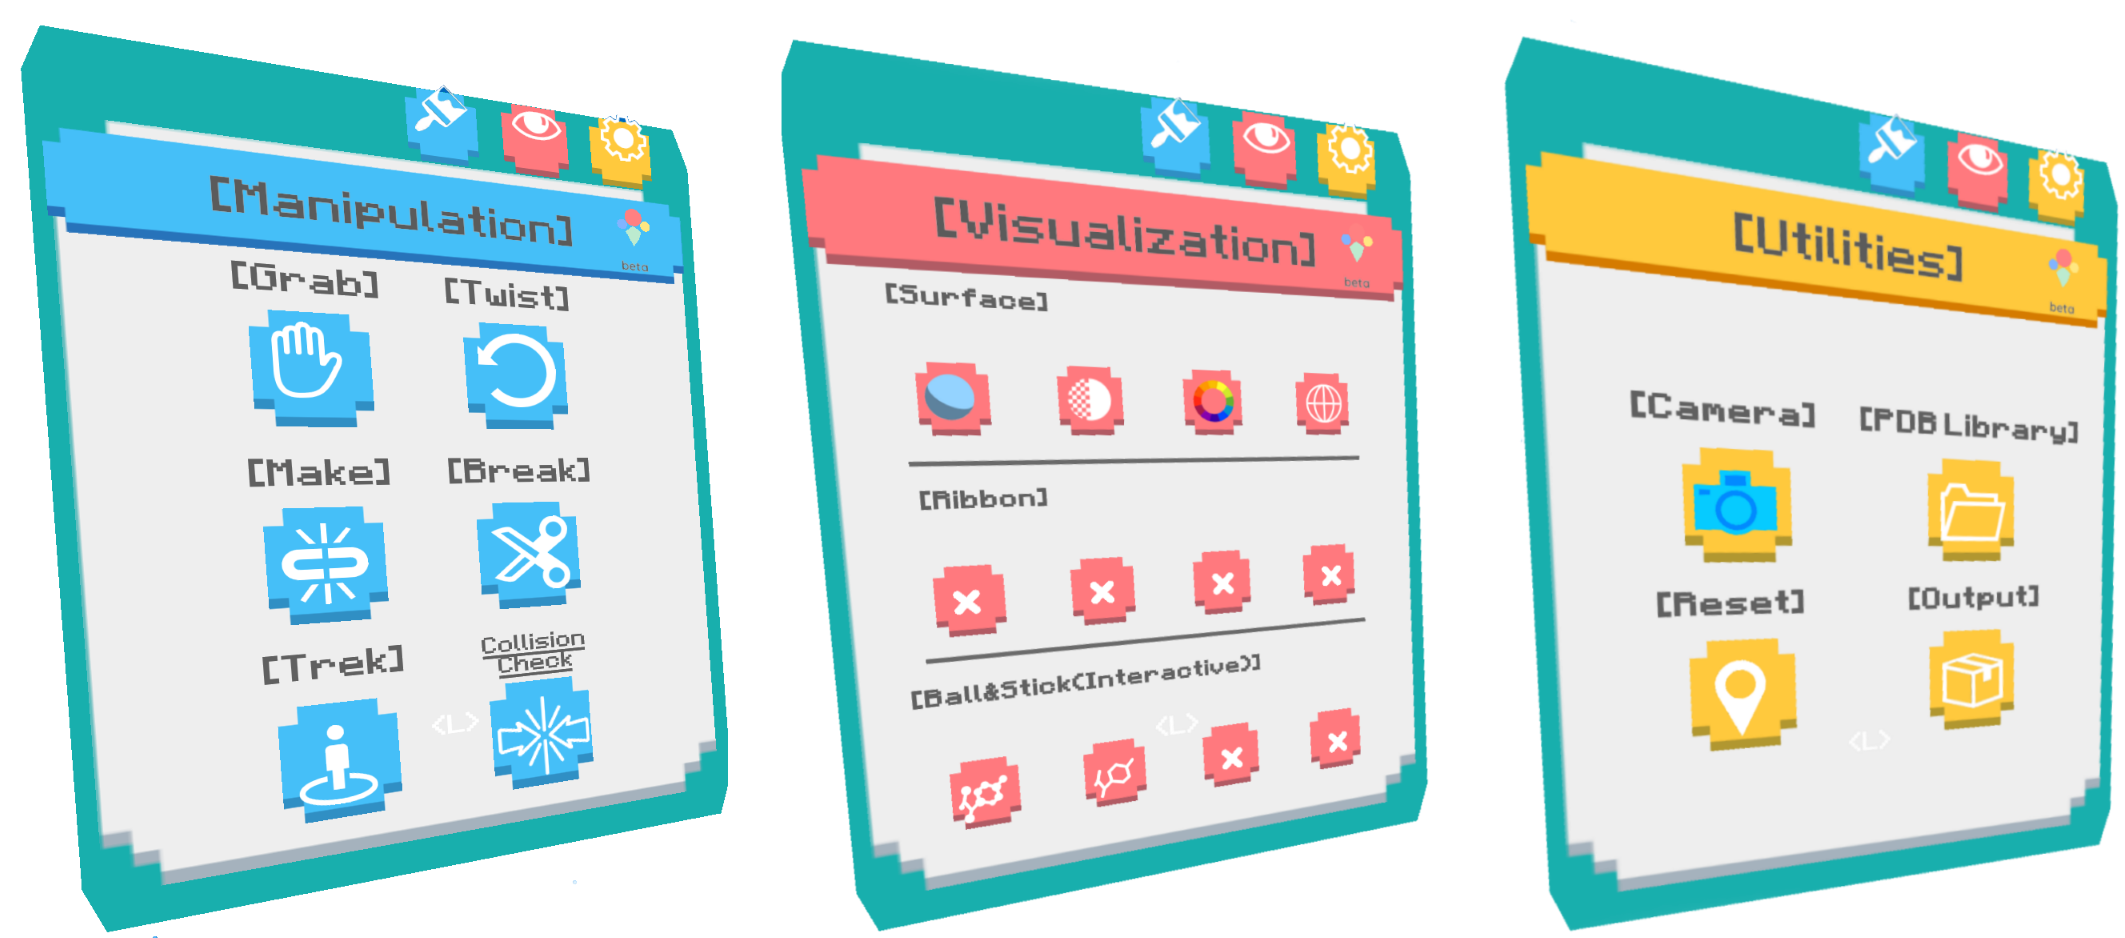 [Manipulation]
beta
[Grab]
[Twist]
[Make]
[Break]
[Trek]
Collision
Check
<L>
[Visualization]
beta
[Surface]
[Ribbon]
[Ball&Stick(Interactive)]
<L>
[Utilities]
beta
[Camera]
[PDB Library]
[Reset]
[Output]
<L>